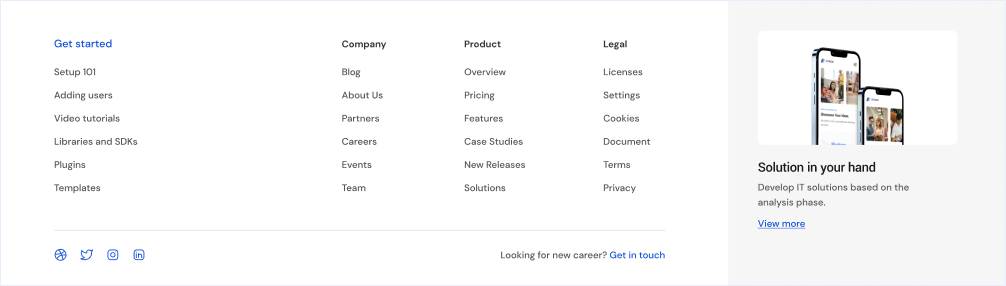 Get started
Setup 101
Adding users
Video tutorials
Libraries and SDKs
Plugins
Templates
Company
Blog
About Us
Partners
Careers
Events
Team
Product
Overview
Pricing
Features
Case Studies
New Releases
Solutions
Legal
Licenses
Settings
Cookies
Document
Terms
Privacy
Looking for new career? Get in touch
Solution in your hand
Develop IT solutions based on the
analysis phase.
View more